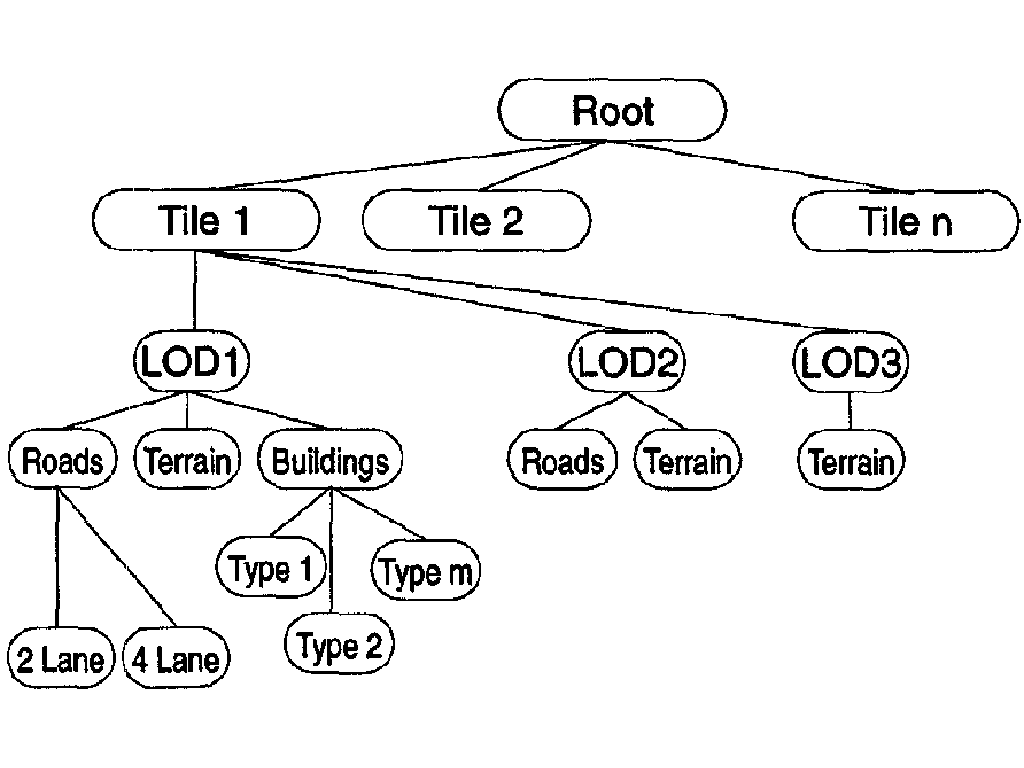 Root
Tile 1
Tile 2
Tile n
LOD1
LOD2
LOD3
Roads
Terrain
Buildings
Roads
Terrain
Terrain
Type 1
Type m
Type 2
2 Lane
4 Lane